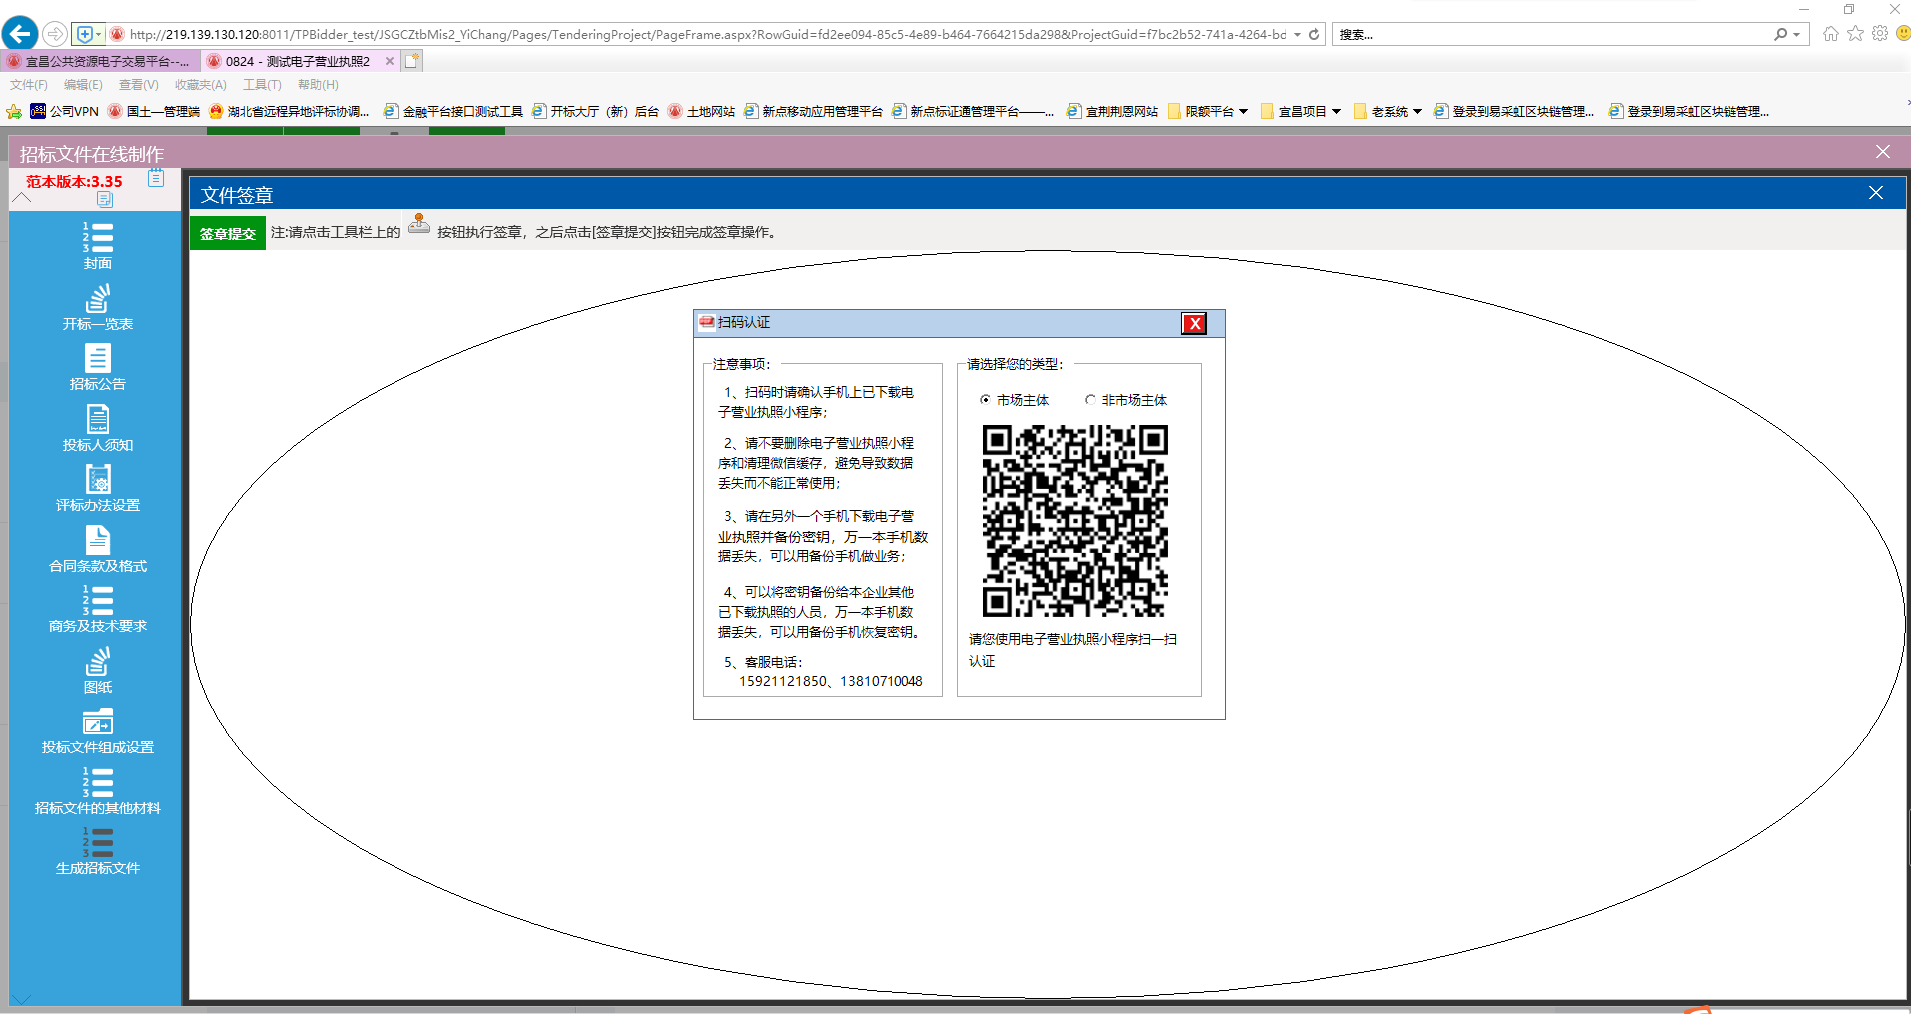 http://219.139.130.120:8011/TPBidder_test/JSGCZtbMis2_YiChang/Pages/TenderingProject/PageFrame.aspx?RowGuid=fd2ee094-85c5-4e89-b464-7664215da298&ProjectGuid=f7bc2b52-741a-4264-bd
搜索...
宜昌公共资源电子交易平台--...
0824 - 测试电子营业执照2
文件(F) 编辑(E) 查看(V) 收藏夹(A) 工具(T) 帮助(H)
公司VPN 国土—管理端 湖北省远程异地评标协调... 金融平台接口测试工具 开标大厅（新）后台 土地网站 新点移动应用管理平台 新点标证通管理平台——... 宜荆荆恩网站 限额平台 宜昌项目 老系统 登录到易采虹区块链管理... 登录到易采虹区块链管理...
招标文件在线制作
范本版本:3.35
封面
开标一览表
招标公告
投标人须知
评标办法设置
合同条款及格式
商务及技术要求
图纸
投标文件组成设置
招标文件的其他材料
生成招标文件
文件签章
签章提交 注:请点击工具栏上的 按钮执行签章，之后点击[签章提交]按钮完成签章操作。
扫码认证
X
注意事项：
1、扫码时请确认手机上已下载电
子营业执照小程序；
2、请不要删除电子营业执照小程
序和清理微信缓存，避免导致数据
丢失而不能正常使用；
3、请在另外一个手机下载电子营
业执照并备份密钥，万一本手机数
据丢失，可以用备份手机做业务；
4、可以将密钥备份给本企业其他
已下载执照的人员，万一本手机数
据丢失，可以用备份手机恢复密钥。
5、客服电话：
15921121850、13810710048
请选择您的类型：
市场主体 非市场主体
请您使用电子营业执照小程序扫一扫
认证